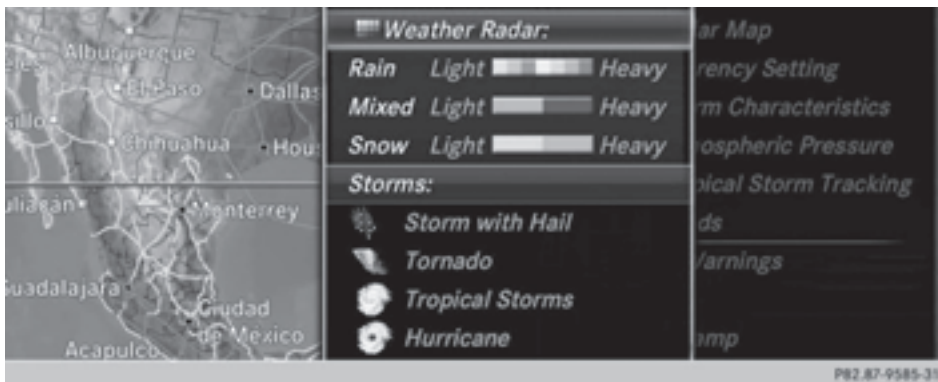 Albuquerque
El Paso
Dallas
Chihuahua
Hou
Monterrey
Guadalajara
Ciudad
de México
Acapulco
Weather Radar:
Rain Light Heavy
Mixed Light Heavy
Snow Light Heavy
Storms:
Storm with Hail
Tornado
Tropical Storms
Hurricane
ar Map
rency Setting
rm Characteristics
ospheric Pressure
pical Storm Tracking
ds
Warnings
mp
P82.87-9585-31